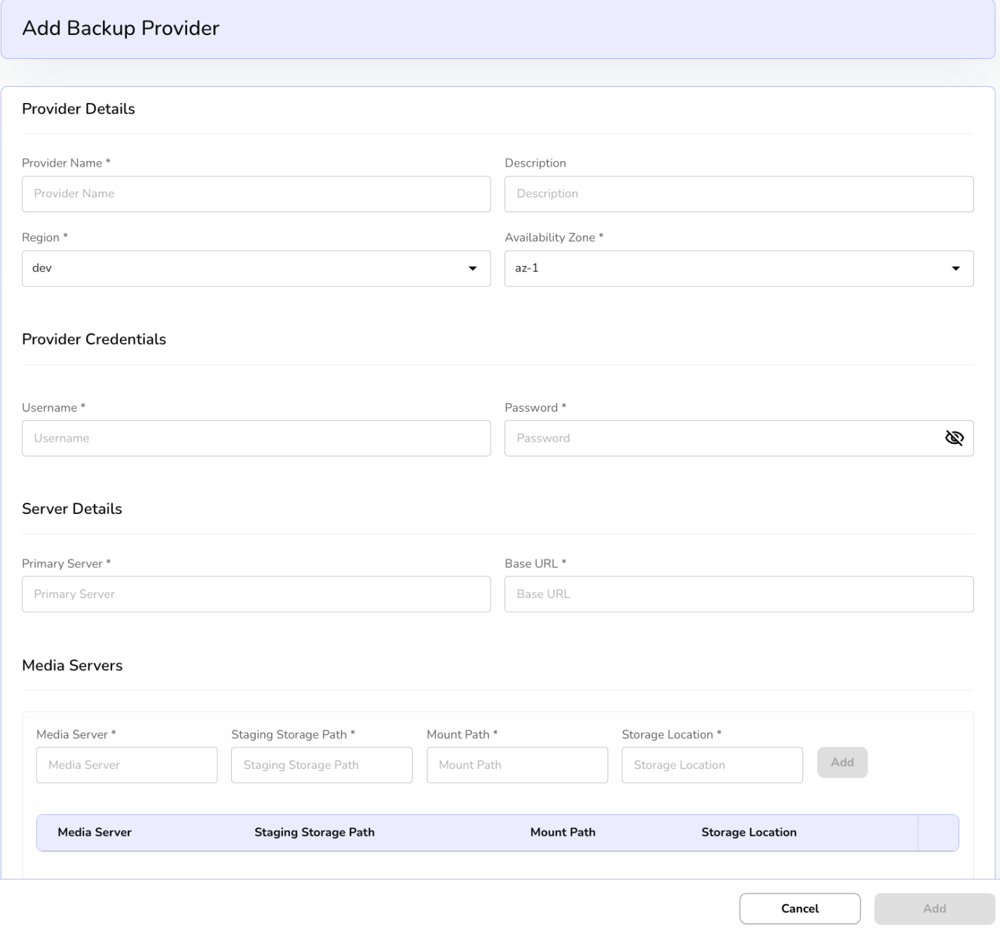 Add Backup Provider
Provider Details
Provider Name * Description
Provider Name Description
Region * Availability Zone *
dev az-1
Provider Credentials
Username * Password *
Username Password
Server Details
Primary Server * Base URL *
Primary Server Base URL
Media Servers
Media Server * Staging Storage Path * Mount Path * Storage Location *
Media Server Staging Storage Path Mount Path Storage Location Add
Media Server Staging Storage Path Mount Path Storage Location
Cancel Add